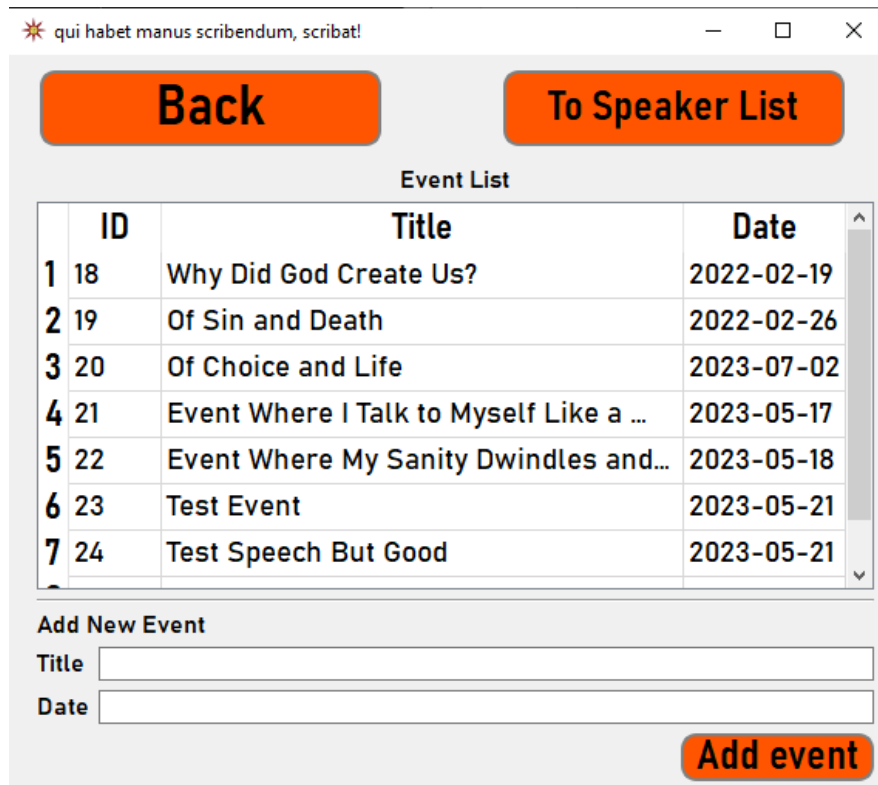 qui habet manus scribendum, scribat!
Back To Speaker List
Event List
ID Title Date
1 18 Why Did God Create Us? 2022-02-19
2 19 Of Sin and Death 2022-02-26
3 20 Of Choice and Life 2023-07-02
4 21 Event Where I Talk to Myself Like a ... 2023-05-17
5 22 Event Where My Sanity Dwindles and... 2023-05-18
6 23 Test Event 2023-05-21
7 24 Test Speech But Good 2023-05-21
Add New Event
Title
Date
Add event